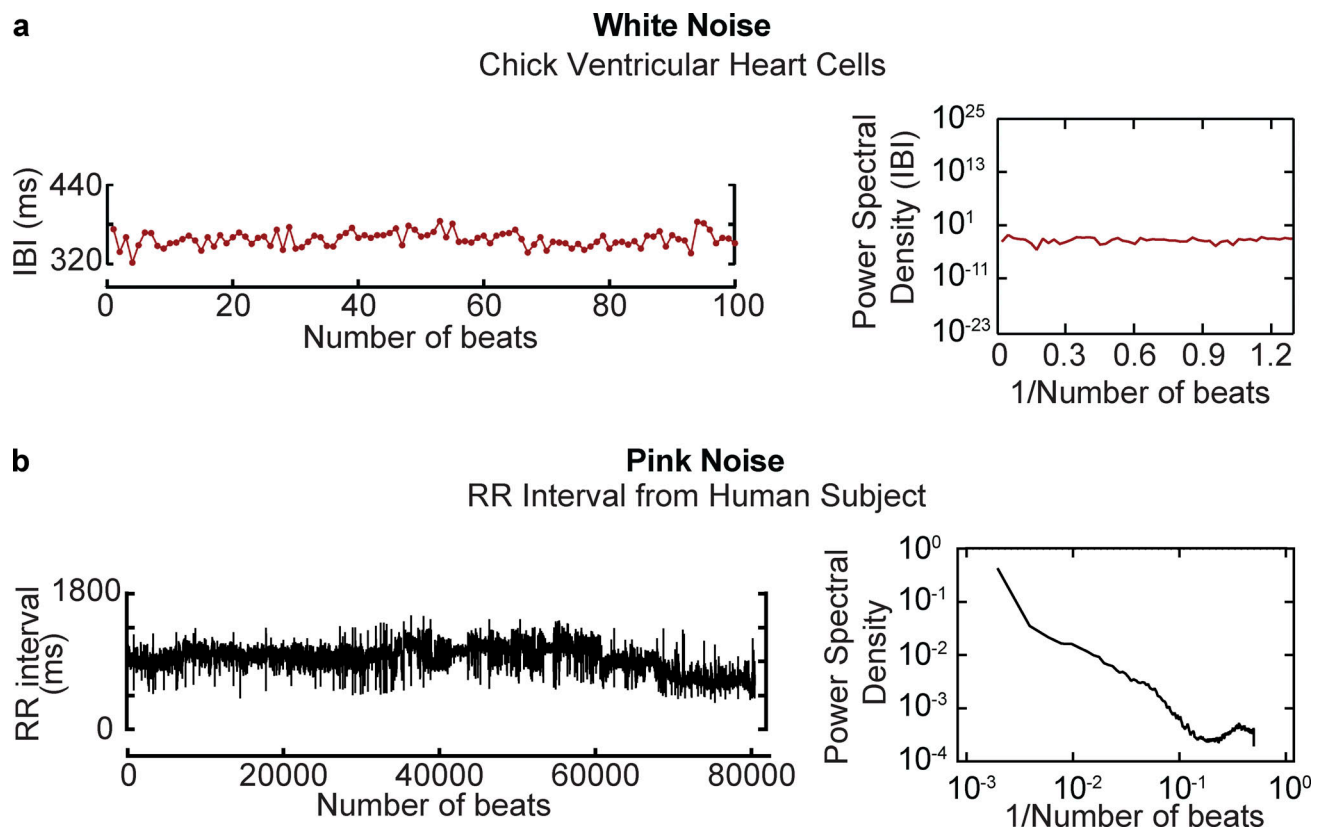 a
White Noise
Chick Ventricular Heart Cells
IBI (ms)
440
320
0 20 40 60 80 100
Number of beats
Power Spectral
Density (IBI)
10^25
10^13
10^1
10^-11
10^-23
0 0.3 0.6 0.9 1.2
1/Number of beats
b
Pink Noise
RR Interval from Human Subject
RR interval
(ms)
1800
0
0 20000 40000 60000 80000
Number of beats
Power Spectral
Density
10^0
10^-1
10^-2
10^-3
10^-4
10^-3 10^-2 10^-1 10^0
1/Number of beats